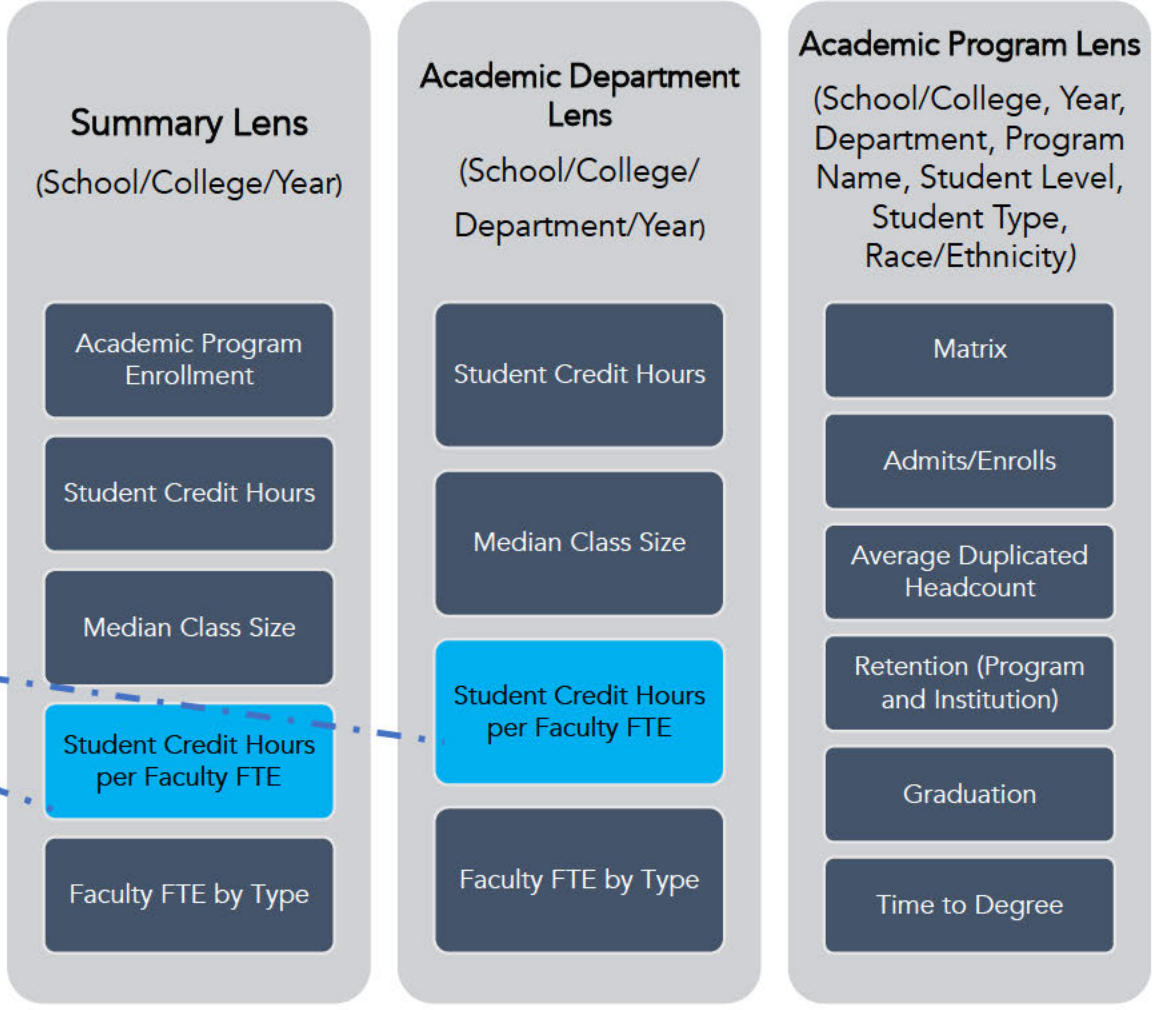 Summary Lens
(School/College/Year)
Academic Program
Enrollment
Student Credit Hours
Median Class Size
Student Credit Hours
per Faculty FTE
Faculty FTE by Type
Academic Department
Lens
(School/College/
Department/Year)
Student Credit Hours
Median Class Size
Student Credit Hours
per Faculty FTE
Faculty FTE by Type
Academic Program Lens
(School/College, Year,
Department, Program
Name, Student Level,
Student Type,
Race/Ethnicity)
Matrix
Admits/Enrolls
Average Duplicated
Headcount
Retention (Program
and Institution)
Graduation
Time to Degree